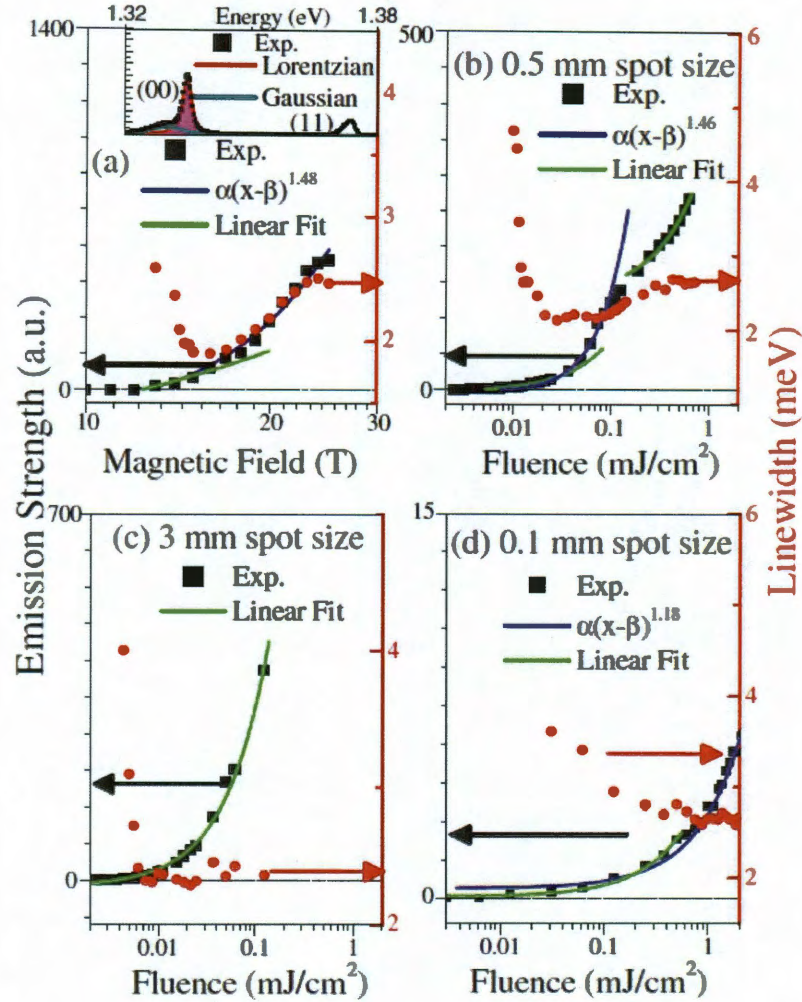 1.32 Energy (eV) 1.38
1400
Exp.
Lorentzian
Gaussian
(00)
(11)
4
(a)
Exp.
α(x-β)^1.48
Linear Fit
3
2
0
10 20 30
Magnetic Field (T)
500
6
(b) 0.5 mm spot size
Exp.
α(x-β)^1.46
Linear Fit
4
2
0
0.01 0.1 1
Fluence (mJ/cm²)
Emission Strength (a.u.)
Linewidth (meV)
700
(c) 3 mm spot size
Exp.
Linear Fit
4
0
2
0.01 0.1 1
Fluence (mJ/cm²)
15
6
(d) 0.1 mm spot size
Exp.
α(x-β)^1.18
Linear Fit
4
2
0
0.01 0.1 1
Fluence (mJ/cm²)